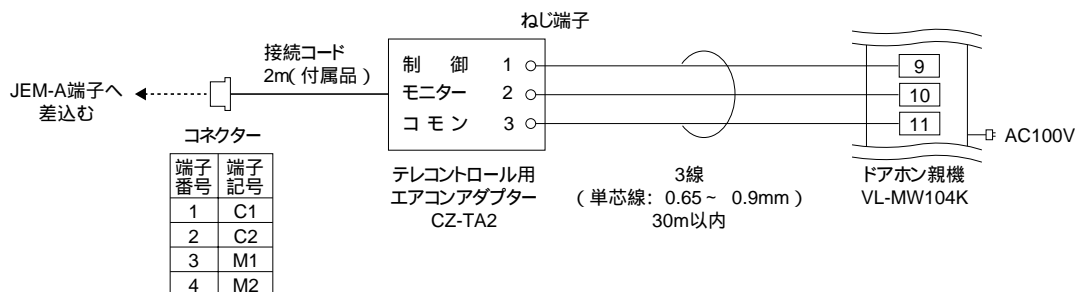 ねじ端子
接続コード
2m(付属品)
JEM-A端子へ
差込む
制 御 1
モニター 2
コモン 3
9
10
11
AC100V
コネクター
端子番号 端子記号
1 C1
2 C2
3 M1
4 M2
テレコントロール用
エアコンアダプター
CZ-TA2
3線
(単芯線: 0.65~ 0.9mm)
30m以内
ドアホン親機
VL-MW104K